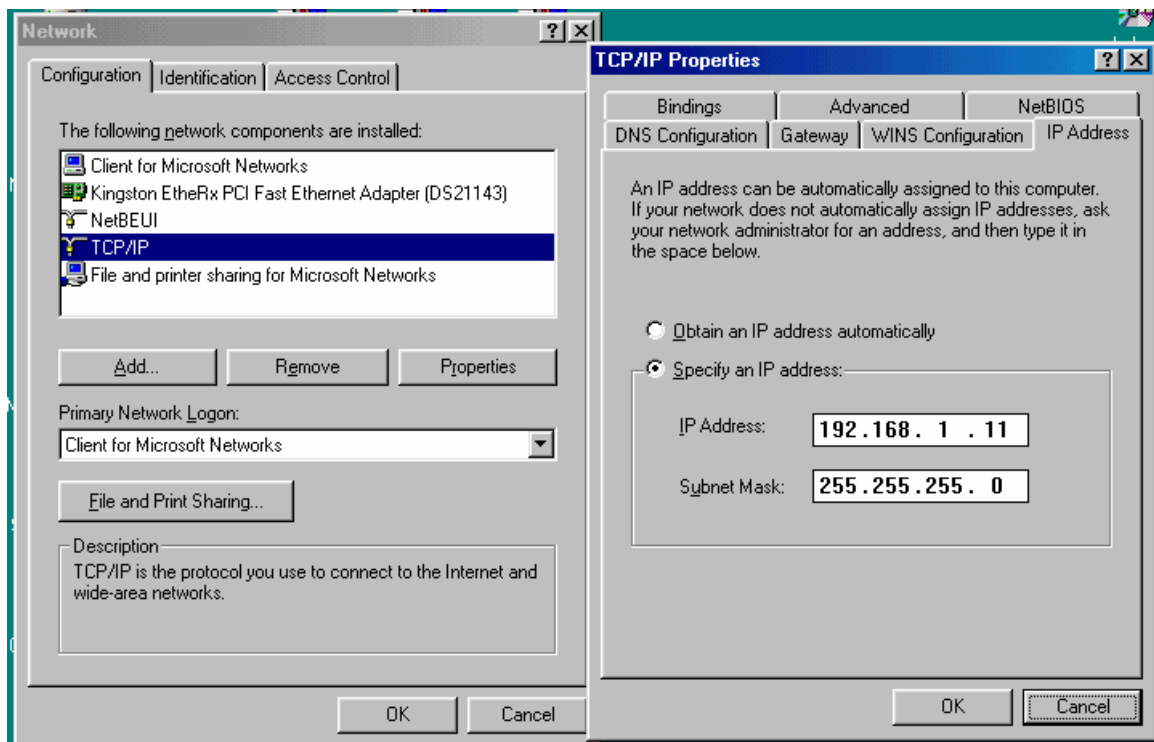 Network
Configuration
Identification
Access Control
The following network components are installed:
Client for Microsoft Networks
Kingston EtheRx PCI Fast Ethernet Adapter (DS21143)
NetBEUI
TCP/IP
File and printer sharing for Microsoft Networks
Add...
Remove
Properties
Primary Network Logon:
Client for Microsoft Networks
File and Print Sharing...
Description
TCP/IP is the protocol you use to connect to the Internet and
wide-area networks.
OK
Cancel
TCP/IP Properties
Bindings
Advanced
NetBIOS
DNS Configuration
Gateway
WINS Configuration
IP Address
An IP address can be automatically assigned to this computer.
If your network does not automatically assign IP addresses, ask
your network administrator for an address, and then type it in
the space below.
Obtain an IP address automatically
Specify an IP address:
IP Address:
192.168. 1 . 11
Subnet Mask:
255.255.255. 0
OK
Cancel